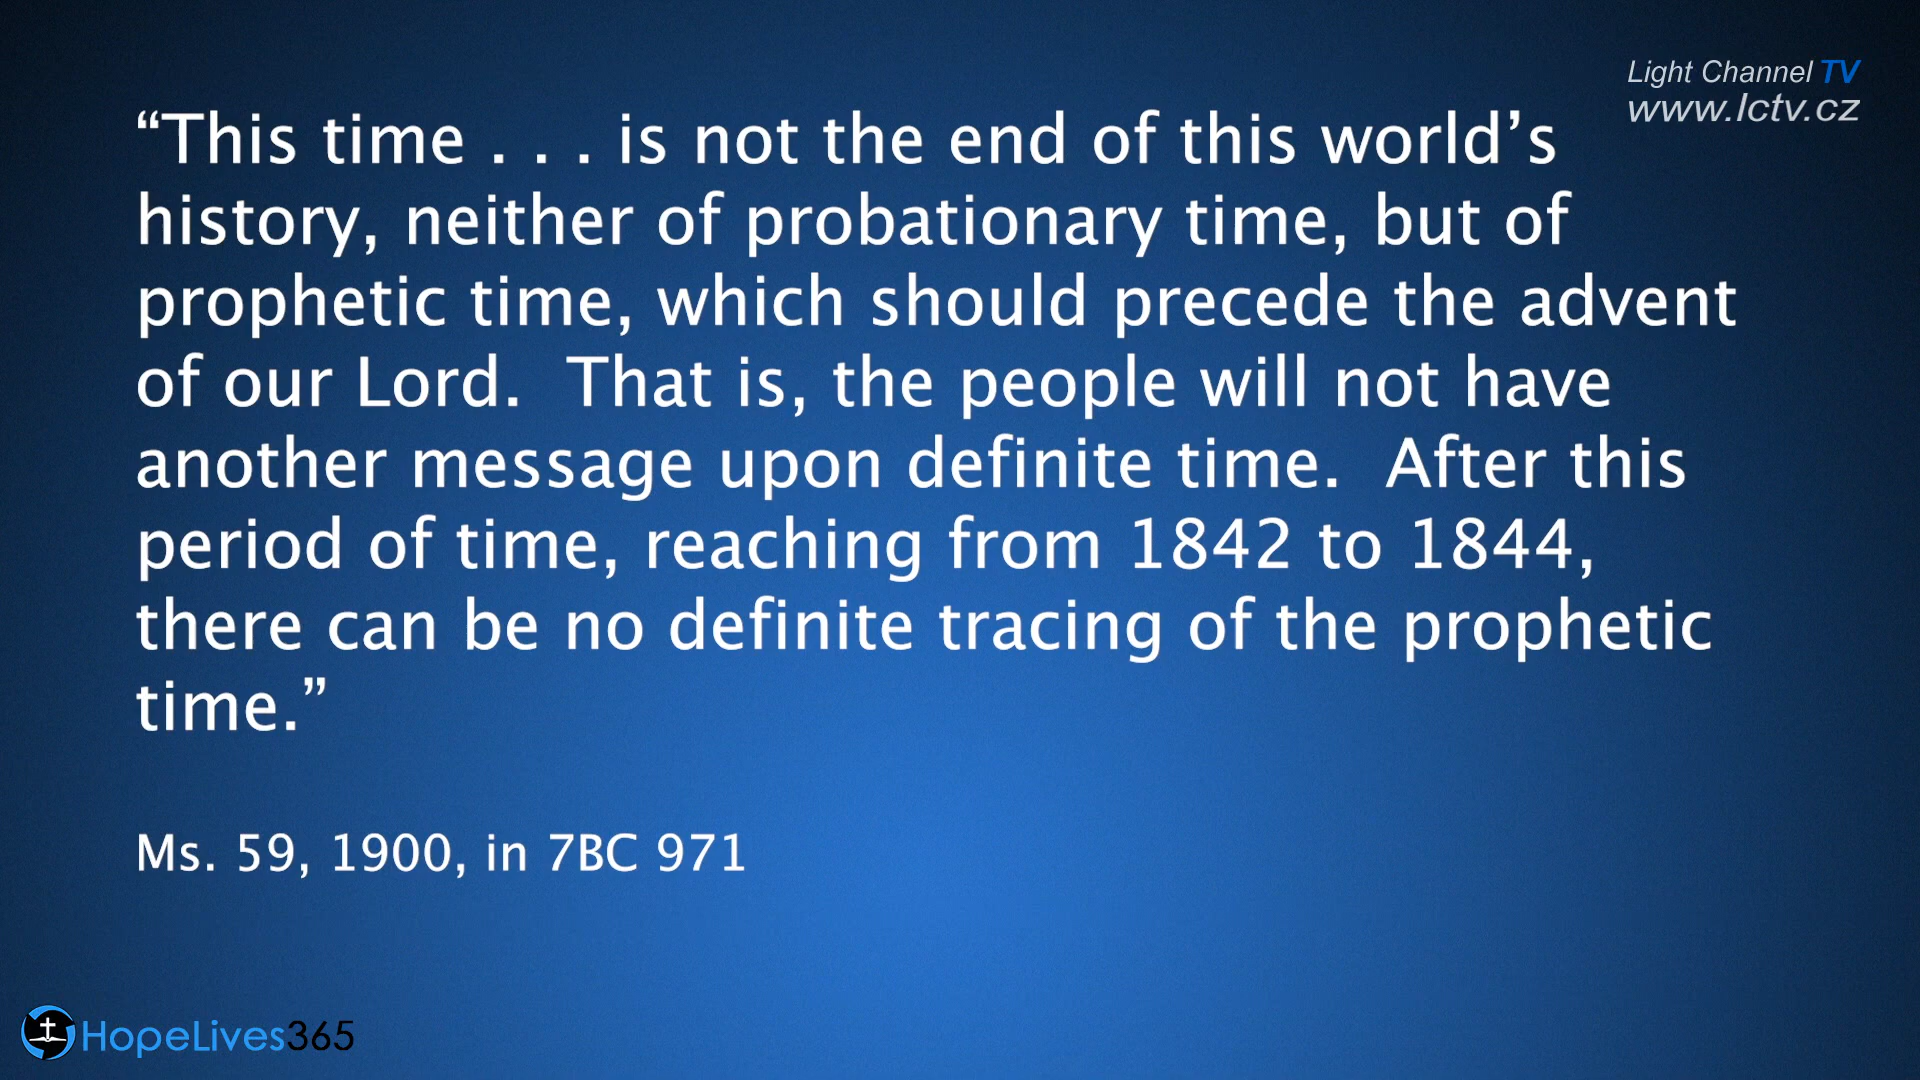 Light Channel TV
www.lctv.cz
“This time . . . is not the end of this world’s
history, neither of probationary time, but of
prophetic time, which should precede the advent
of our Lord.  That is, the people will not have
another message upon definite time.  After this
period of time, reaching from 1842 to 1844,
there can be no definite tracing of the prophetic
time.”
Ms. 59, 1900, in 7BC 971
HopeLives365